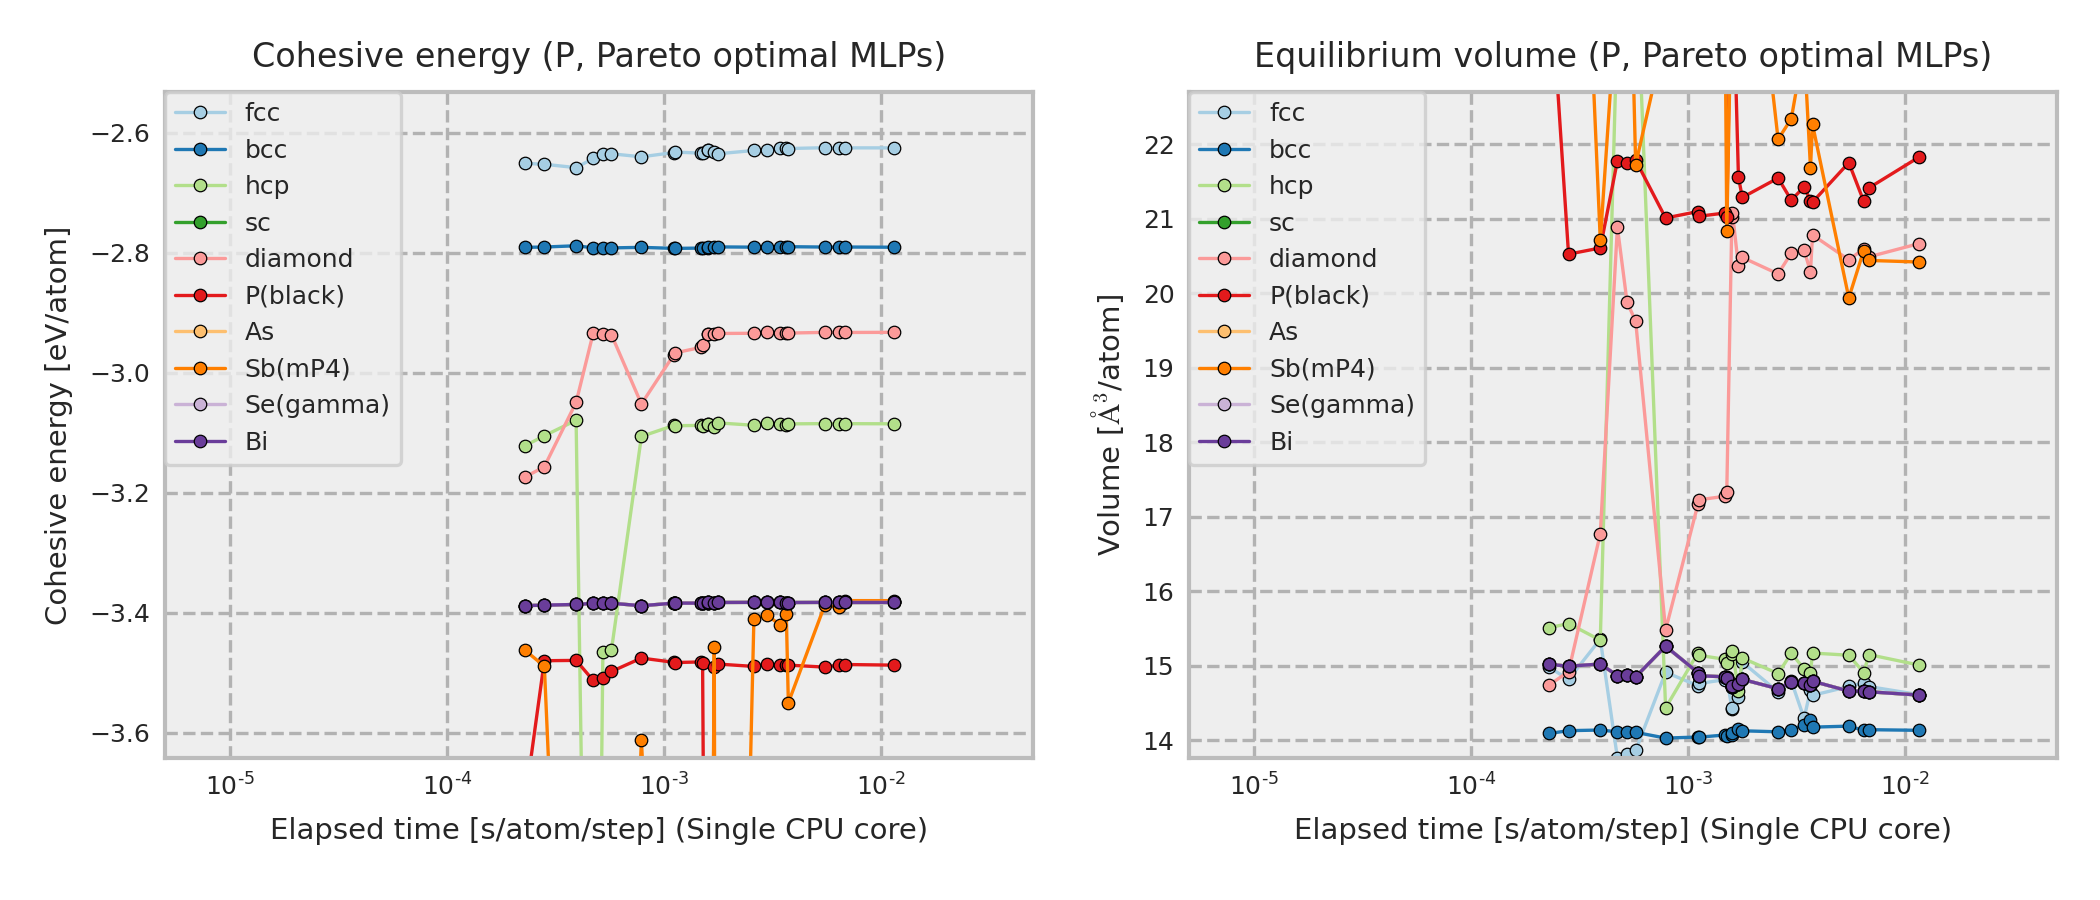 Cohesive energy (P, Pareto optimal MLPs)
fcc
bcc
hcp
sc
diamond
P(black)
As
Sb(mP4)
Se(gamma)
Bi
−2.6
−2.8
−3.0
−3.2
−3.4
−3.6
Cohesive energy [eV/atom]
10⁻⁵ 10⁻⁴ 10⁻³ 10⁻²
Elapsed time [s/atom/step] (Single CPU core)
Equilibrium volume (P, Pareto optimal MLPs)
fcc
bcc
hcp
sc
diamond
P(black)
As
Sb(mP4)
Se(gamma)
Bi
22
21
20
19
18
17
16
15
14
Volume [Å³/atom]
10⁻⁵ 10⁻⁴ 10⁻³ 10⁻²
Elapsed time [s/atom/step] (Single CPU core)